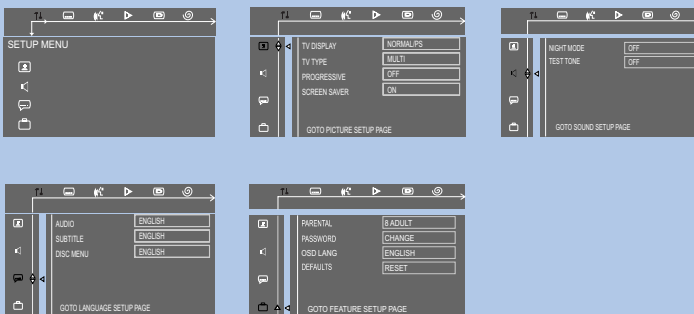 SETUP MENU
TV DISPLAY NORMAL/PS
TV TYPE MULTI
PROGRESSIVE OFF
SCREEN SAVER ON
GOTO PICTURE SETUP PAGE
NIGHT MODE OFF
TEST TONE OFF
GOTO SOUND SETUP PAGE
AUDIO ENGLISH
SUBTITLE ENGLISH
DISC MENU ENGLISH
GOTO LANGUAGE SETUP PAGE
PARENTAL 8 ADULT
PASSWORD CHANGE
OSD LANG ENGLISH
DEFAULTS RESET
GOTO FEATURE SETUP PAGE